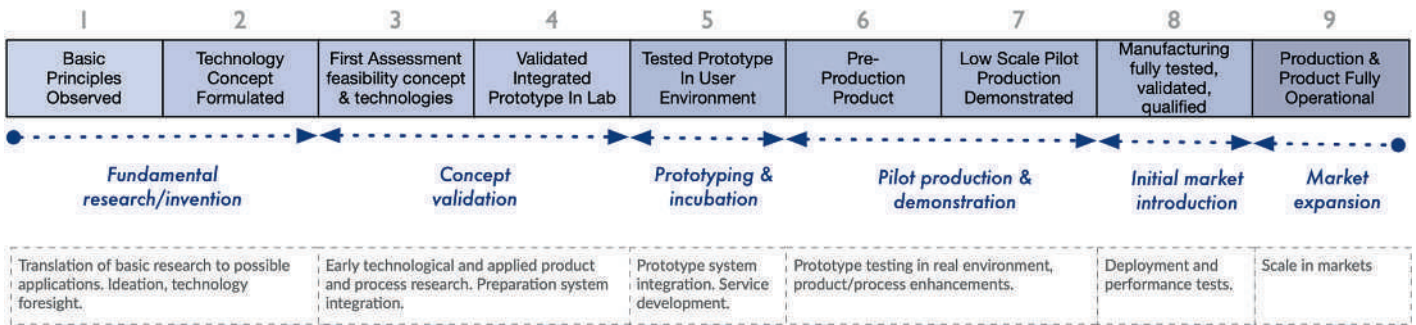 1 2 3 4 5 6 7 8 9
Basic
Principles
Observed
Technology
Concept
Formulated
First Assessment
feasibility concept
& technologies
Validated
Integrated
Prototype In Lab
Tested Prototype
In User
Environment
Pre-
Production
Product
Low Scale Pilot
Production
Demonstrated
Manufacturing
fully tested,
validated,
qualified
Production &
Product Fully
Operational
Fundamental
research/invention
Concept
validation
Prototyping &
incubation
Pilot production &
demonstration
Initial market
introduction
Market
expansion
Translation of basic research to possible
applications. Ideation, technology
foresight.
Early technological and applied product
and process research. Preparation system
integration.
Prototype system
integration. Service
development.
Prototype testing in real environment,
product/process enhancements.
Deployment and
performance tests.
Scale in markets